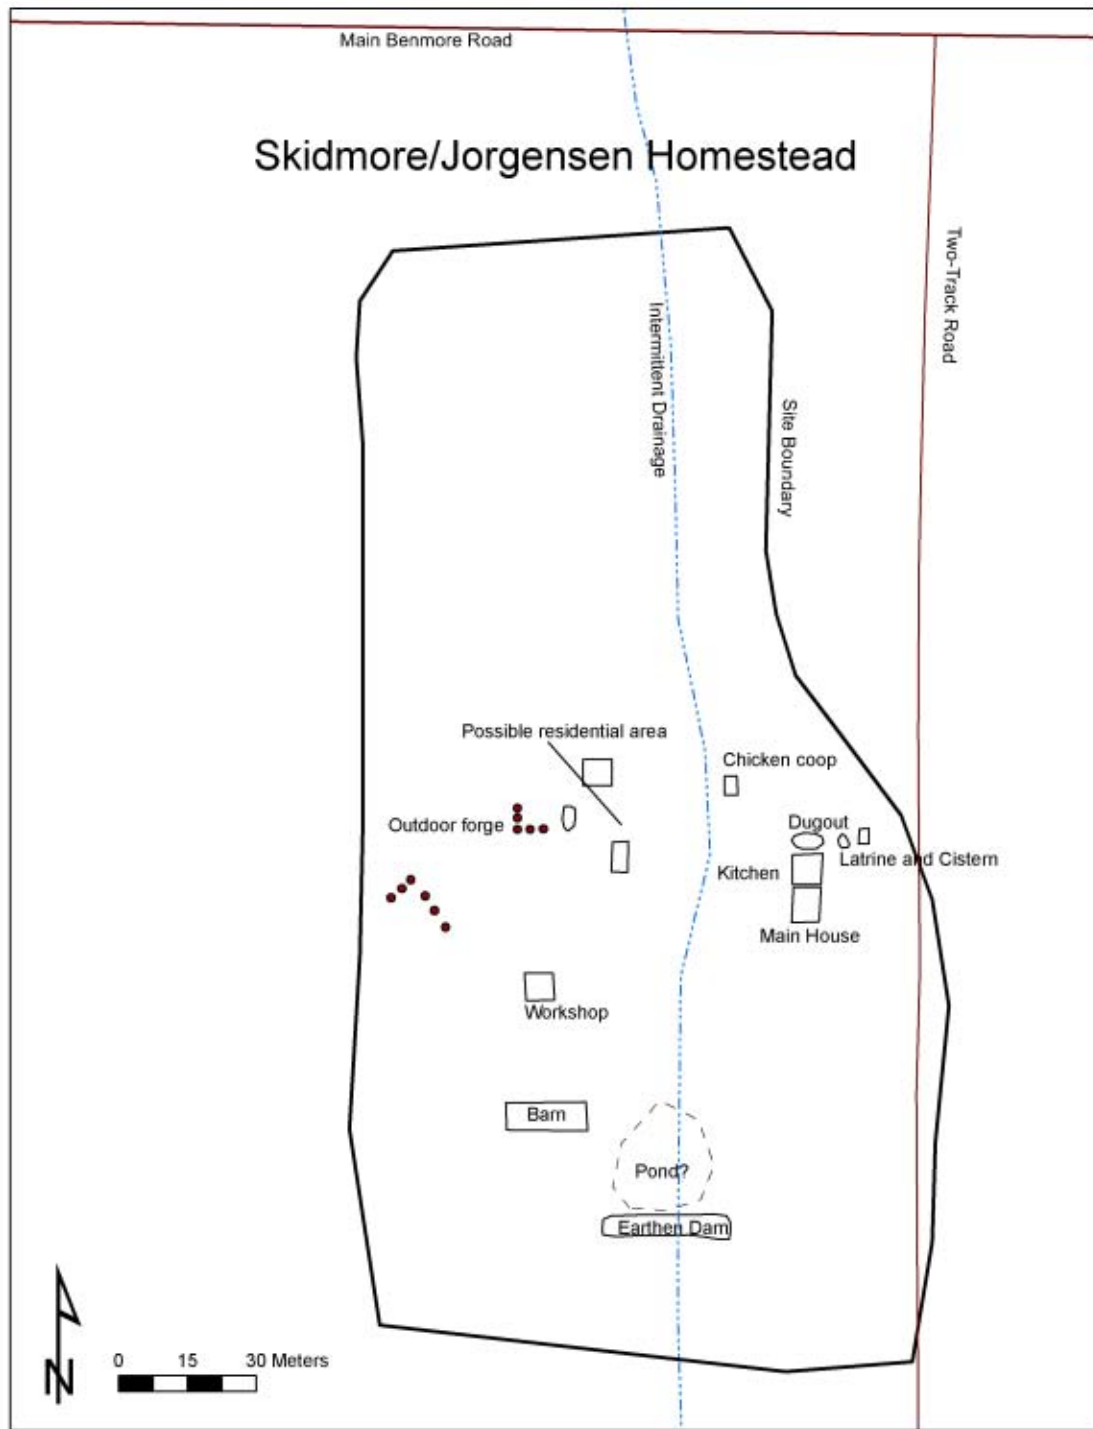 Main Benmore Road
Skidmore/Jorgensen Homestead
Two-Track Road
Intermittent Drainage
Site Boundary
Possible residential area
Chicken coop
Outdoor forge
Dugout
Latrine and Cistern
Kitchen
Main House
Workshop
Barn
Pond?
Earthen Dam
N
0 15 30 Meters